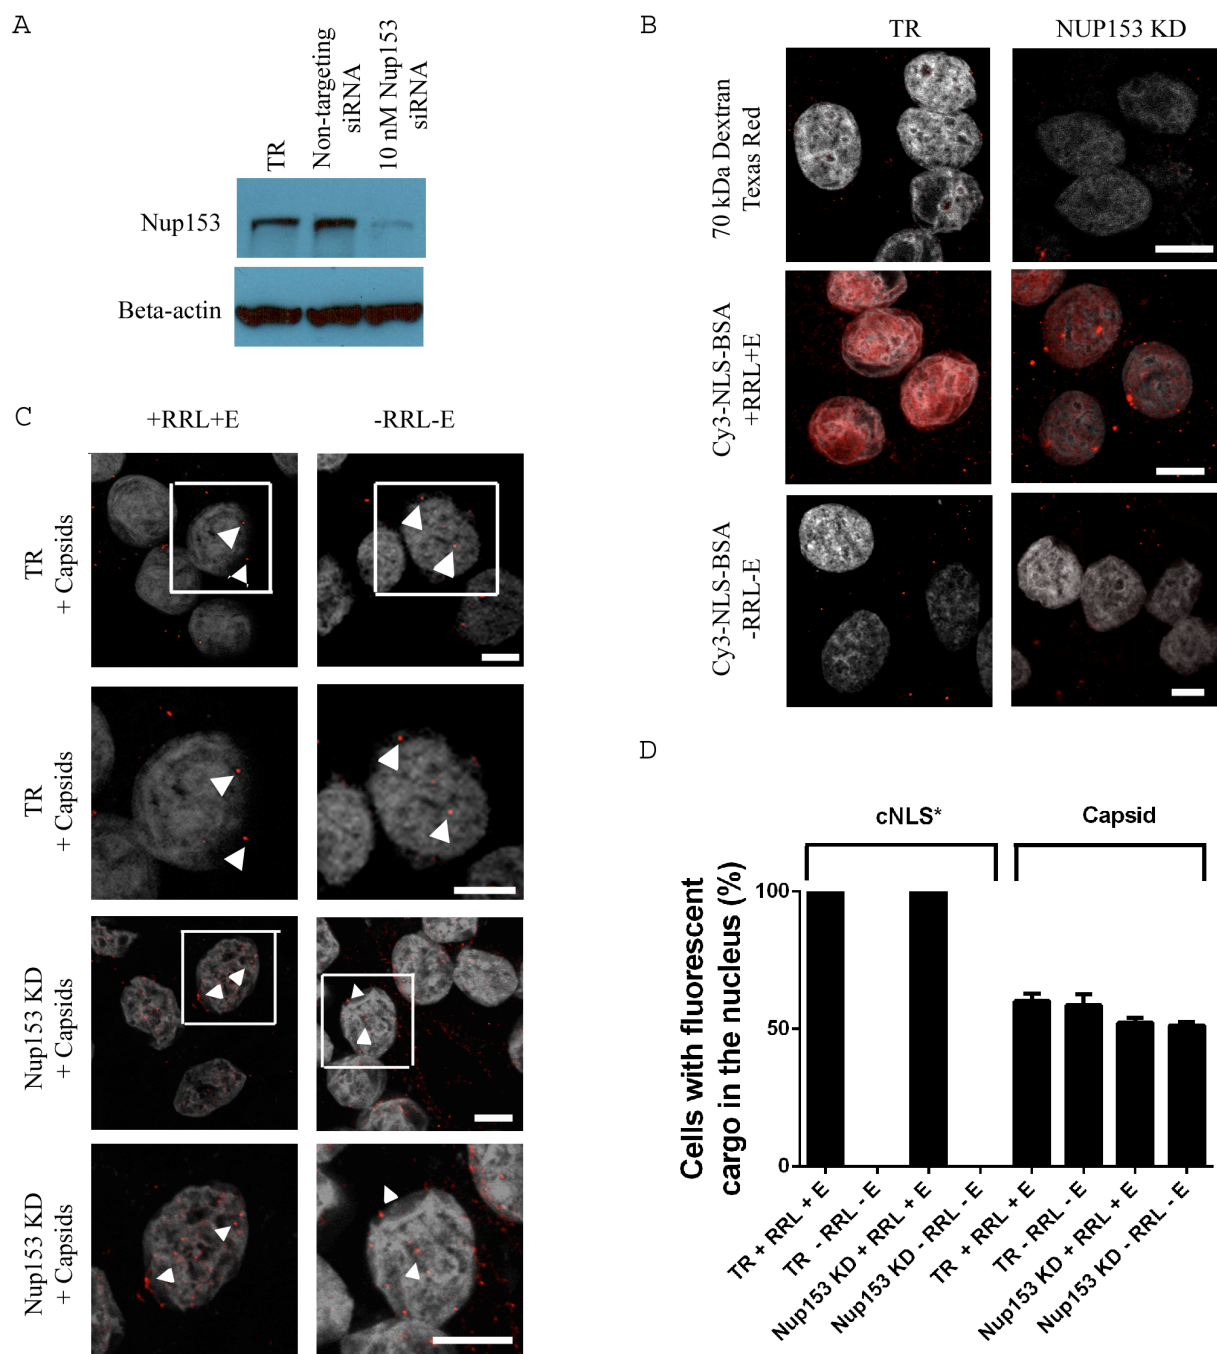 A
TR
Non-targeting
siRNA
10 nM Nup153
siRNA
Nup153
Beta-actin
B
TR
NUP153 KD
70 kDa Dextran
Texas Red
Cy3-NLS-BSA
+RRL+E
Cy3-NLS-BSA
-RRL-E
C
+RRL+E
-RRL-E
TR
+ Capsids
TR
+ Capsids
Nup153 KD
+ Capsids
Nup153 KD
+ Capsids
D
cNLS*
Capsid
Cells with fluorescent
cargo in the nucleus (%)
100
50
0
TR + RRL + E
TR - RRL - E
Nup153 KD + RRL + E
Nup153 KD - RRL - E
TR + RRL + E
TR - RRL - E
Nup153 KD + RRL + E
Nup153 KD - RRL - E